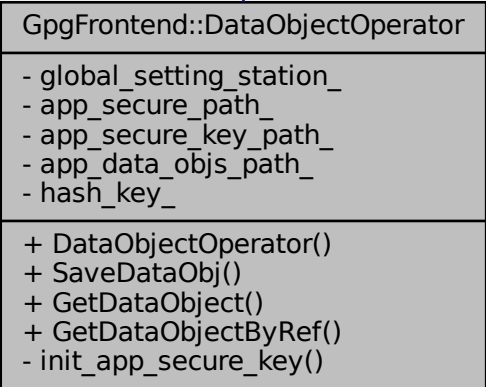 GpgFrontend::DataObjectOperator
- global_setting_station_
- app_secure_path_
- app_secure_key_path_
- app_data_objs_path_
- hash_key_
+ DataObjectOperator()
+ SaveDataObj()
+ GetDataObject()
+ GetDataObjectByRef()
- init_app_secure_key()